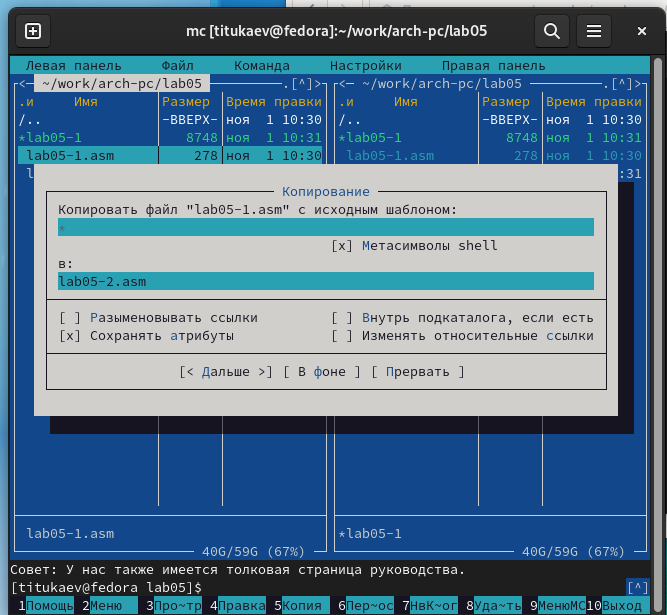 mc [titukaev@fedora]:~/work/arch-pc/lab05
Левая панель Файл Команда Настройки Правая панель
<— ~/work/arch-pc/lab05 .[^]> <— ~/work/arch-pc/lab05 .[^]>
.и Имя Размер Время правки .и Имя Размер Время правки
/.. -ВВЕРХ- ноя 1 10:30 /.. -ВВЕРХ- ноя 1 10:30
*lab05-1 8748 ноя 1 10:31 *lab05-1 8748 ноя 1 10:31
lab05-1.asm 278 ноя 1 10:30 lab05-1.asm 278 ноя 1 10:30
:31
Копирование
Копировать файл "lab05-1.asm" с исходным шаблоном:
*
[x] Метасимволы shell
в:
lab05-2.asm
[ ] Разыменовывать ссылки [ ] Внутрь подкаталога, если есть
[x] Сохранять атрибуты [ ] Изменять относительные ссылки
[< Дальше >] [ В фоне ] [ Прервать ]
lab05-1.asm *lab05-1
40G/59G (67%) 40G/59G (67%)
Совет: У нас также имеется толковая страница руководства.
[titukaev@fedora lab05]$ [^]
1Помощь 2Меню 3Про~тр 4Правка 5Копия 6Пер~ос 7НвК~ог 8Уда~ть 9МенюМС 10Выход